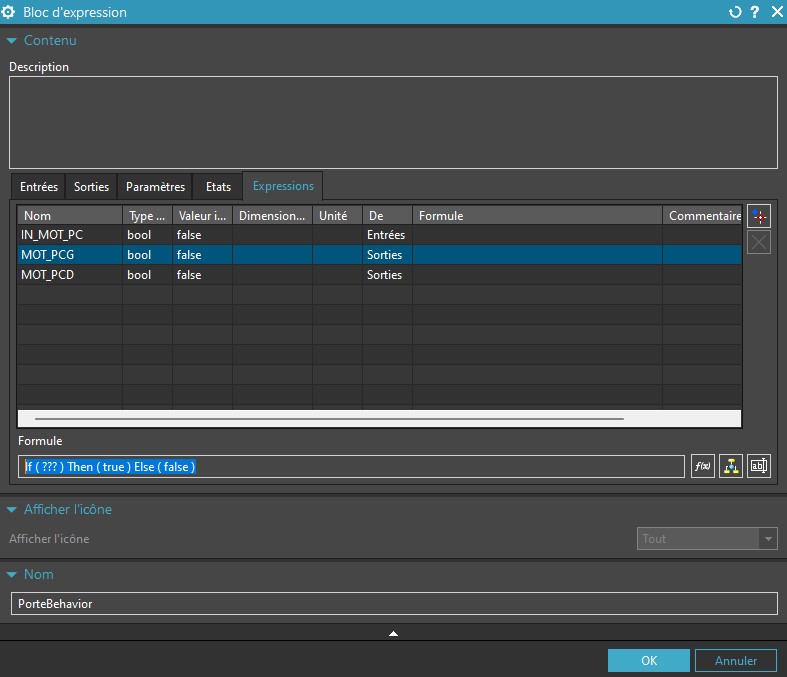 Bloc d'expression
?
Contenu
Description
Entrées Sorties Paramètres Etats Expressions
Nom Type ... Valeur i... Dimension... Unité De Formule Commentaire
IN_MOT_PC bool false Entrées
MOT_PCG bool false Sorties
MOT_PCD bool false Sorties
Formule
If ( ??? ) Then ( true ) Else ( false ) f(x) ab
Afficher l'icône
Afficher l'icône Tout
Nom
PorteBehavior
OK Annuler